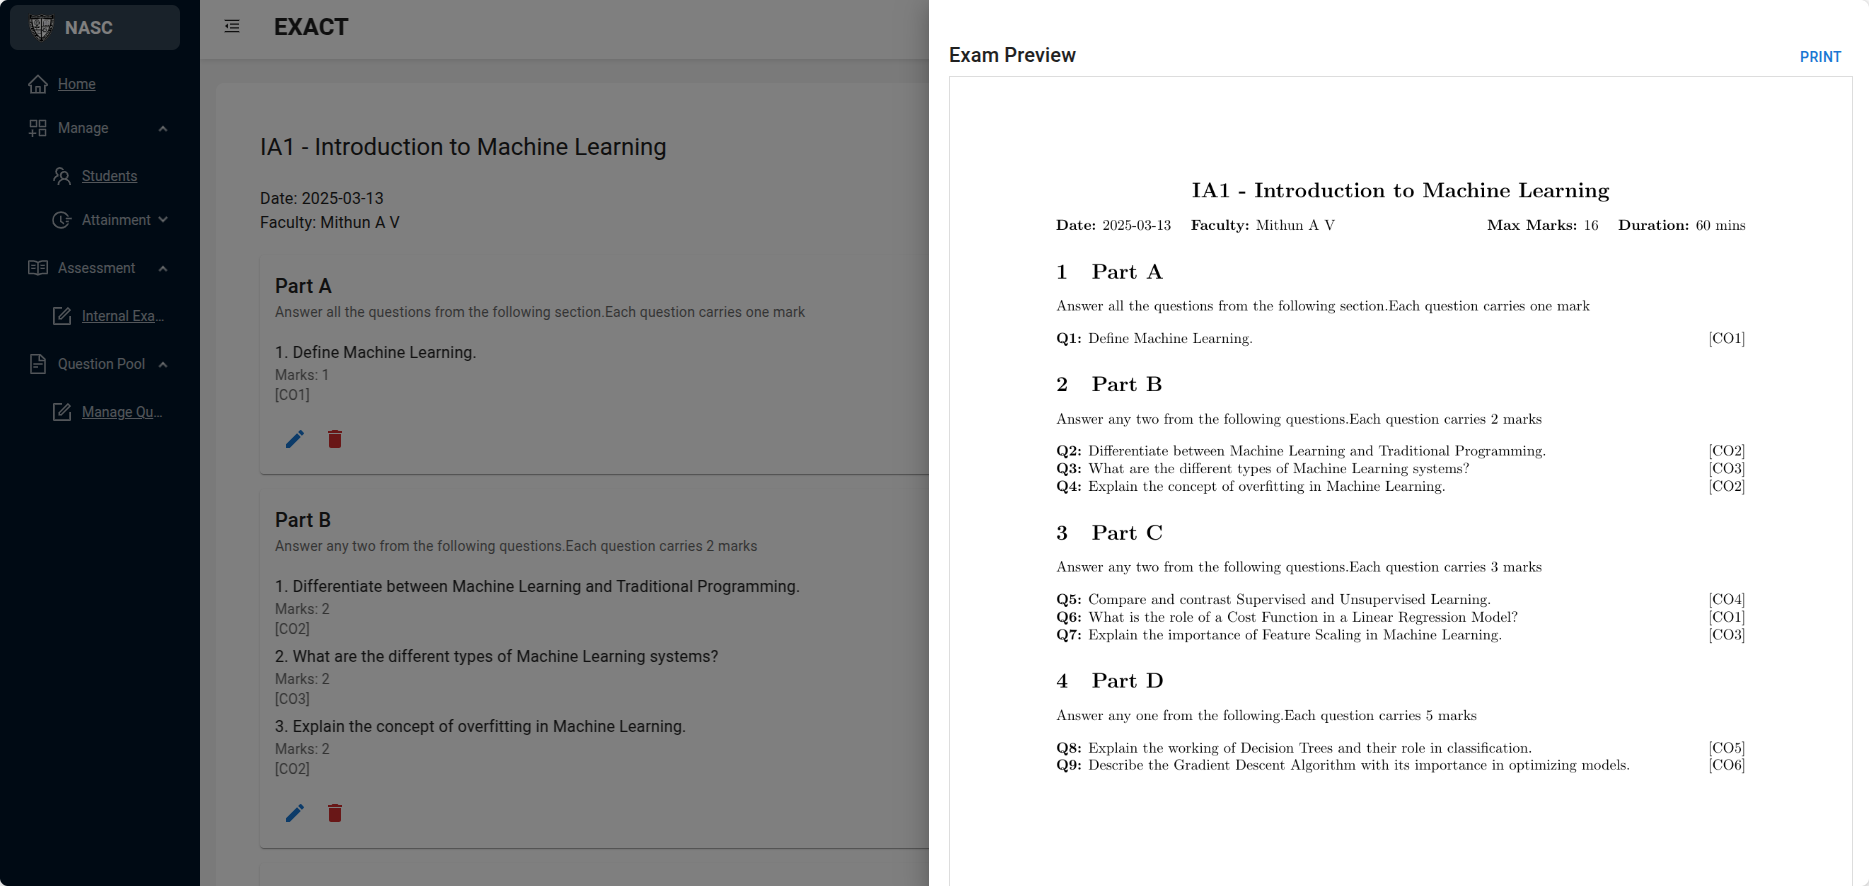 NASC
Home
Manage
Students
Attainment
Assessment
Internal Exa...
Question Pool
Manage Qu...
EXACT
IA1 - Introduction to Machine Learning
Date: 2025-03-13
Faculty: Mithun A V
Part A
Answer all the questions from the following section.Each question carries one mark
1. Define Machine Learning.
Marks: 1
[CO1]
Part B
Answer any two from the following questions.Each question carries 2 marks
1. Differentiate between Machine Learning and Traditional Programming.
Marks: 2
[CO2]
2. What are the different types of Machine Learning systems?
Marks: 2
[CO3]
3. Explain the concept of overfitting in Machine Learning.
Marks: 2
[CO2]
Exam Preview
PRINT
IA1 - Introduction to Machine Learning
Date: 2025-03-13 Faculty: Mithun A V Max Marks: 16 Duration: 60 mins
1 Part A
Answer all the questions from the following section.Each question carries one mark
Q1: Define Machine Learning. [CO1]
2 Part B
Answer any two from the following questions.Each question carries 2 marks
Q2: Differentiate between Machine Learning and Traditional Programming. [CO2]
Q3: What are the different types of Machine Learning systems? [CO3]
Q4: Explain the concept of overfitting in Machine Learning. [CO2]
3 Part C
Answer any two from the following questions.Each question carries 3 marks
Q5: Compare and contrast Supervised and Unsupervised Learning. [CO4]
Q6: What is the role of a Cost Function in a Linear Regression Model? [CO1]
Q7: Explain the importance of Feature Scaling in Machine Learning. [CO3]
4 Part D
Answer any one from the following.Each question carries 5 marks
Q8: Explain the working of Decision Trees and their role in classification. [CO5]
Q9: Describe the Gradient Descent Algorithm with its importance in optimizing models. [CO6]